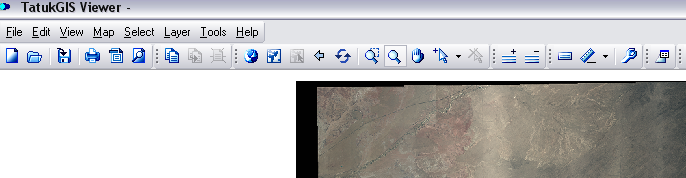 TatukGIS Viewer -
File Edit View Map Select Layer Tools Help